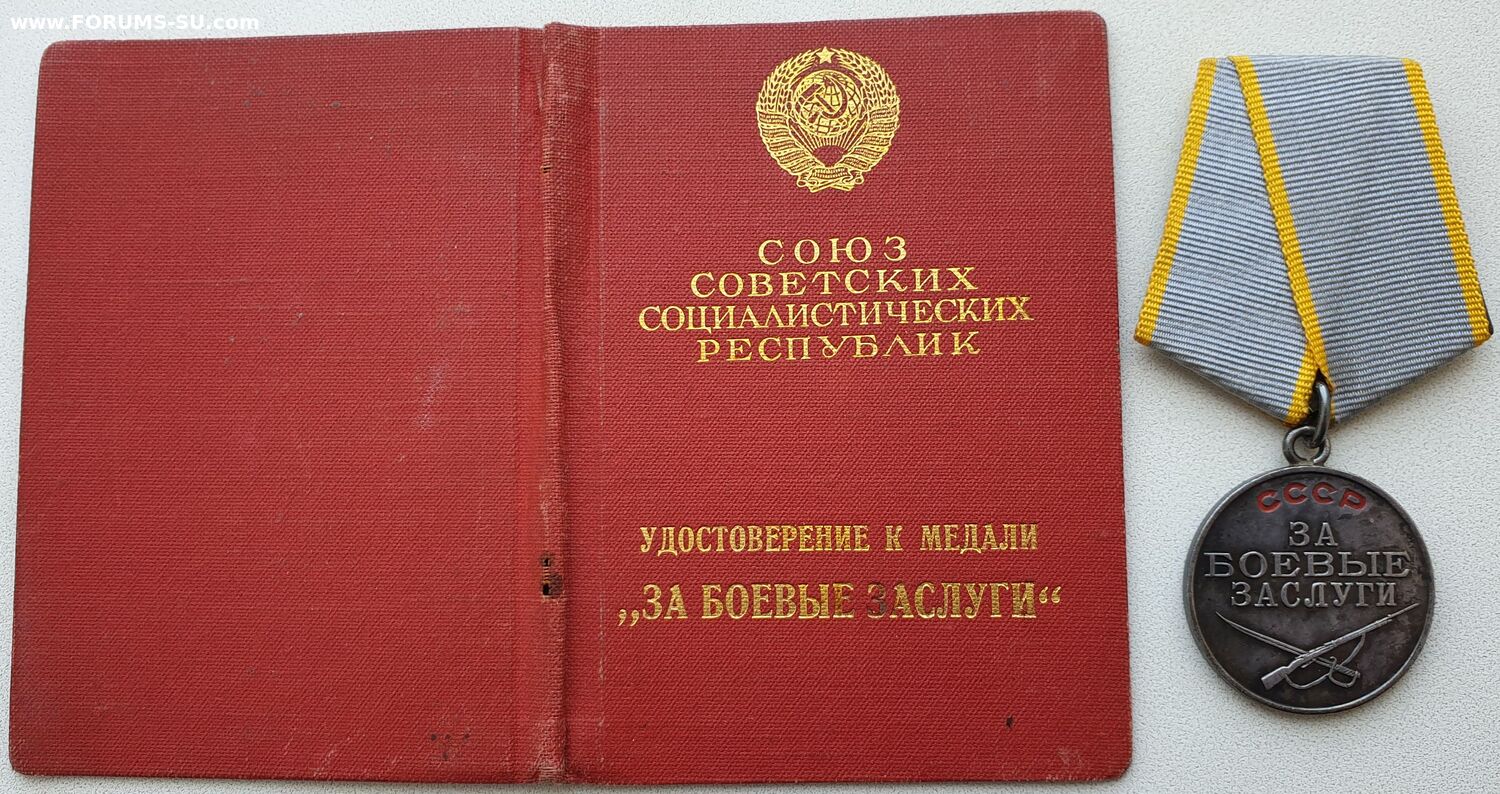 www.FORUMS-SU.com
СОЮЗ
СОВЕТСКИХ
СОЦИАЛИСТИЧЕСКИХ
РЕСПУБЛИК
УДОСТОВЕРЕНИЕ К МЕДАЛИ
„ЗА БОЕВЫЕ ЗАСЛУГИ“
СССР
ЗА
БОЕВЫЕ
ЗАСЛУГИ